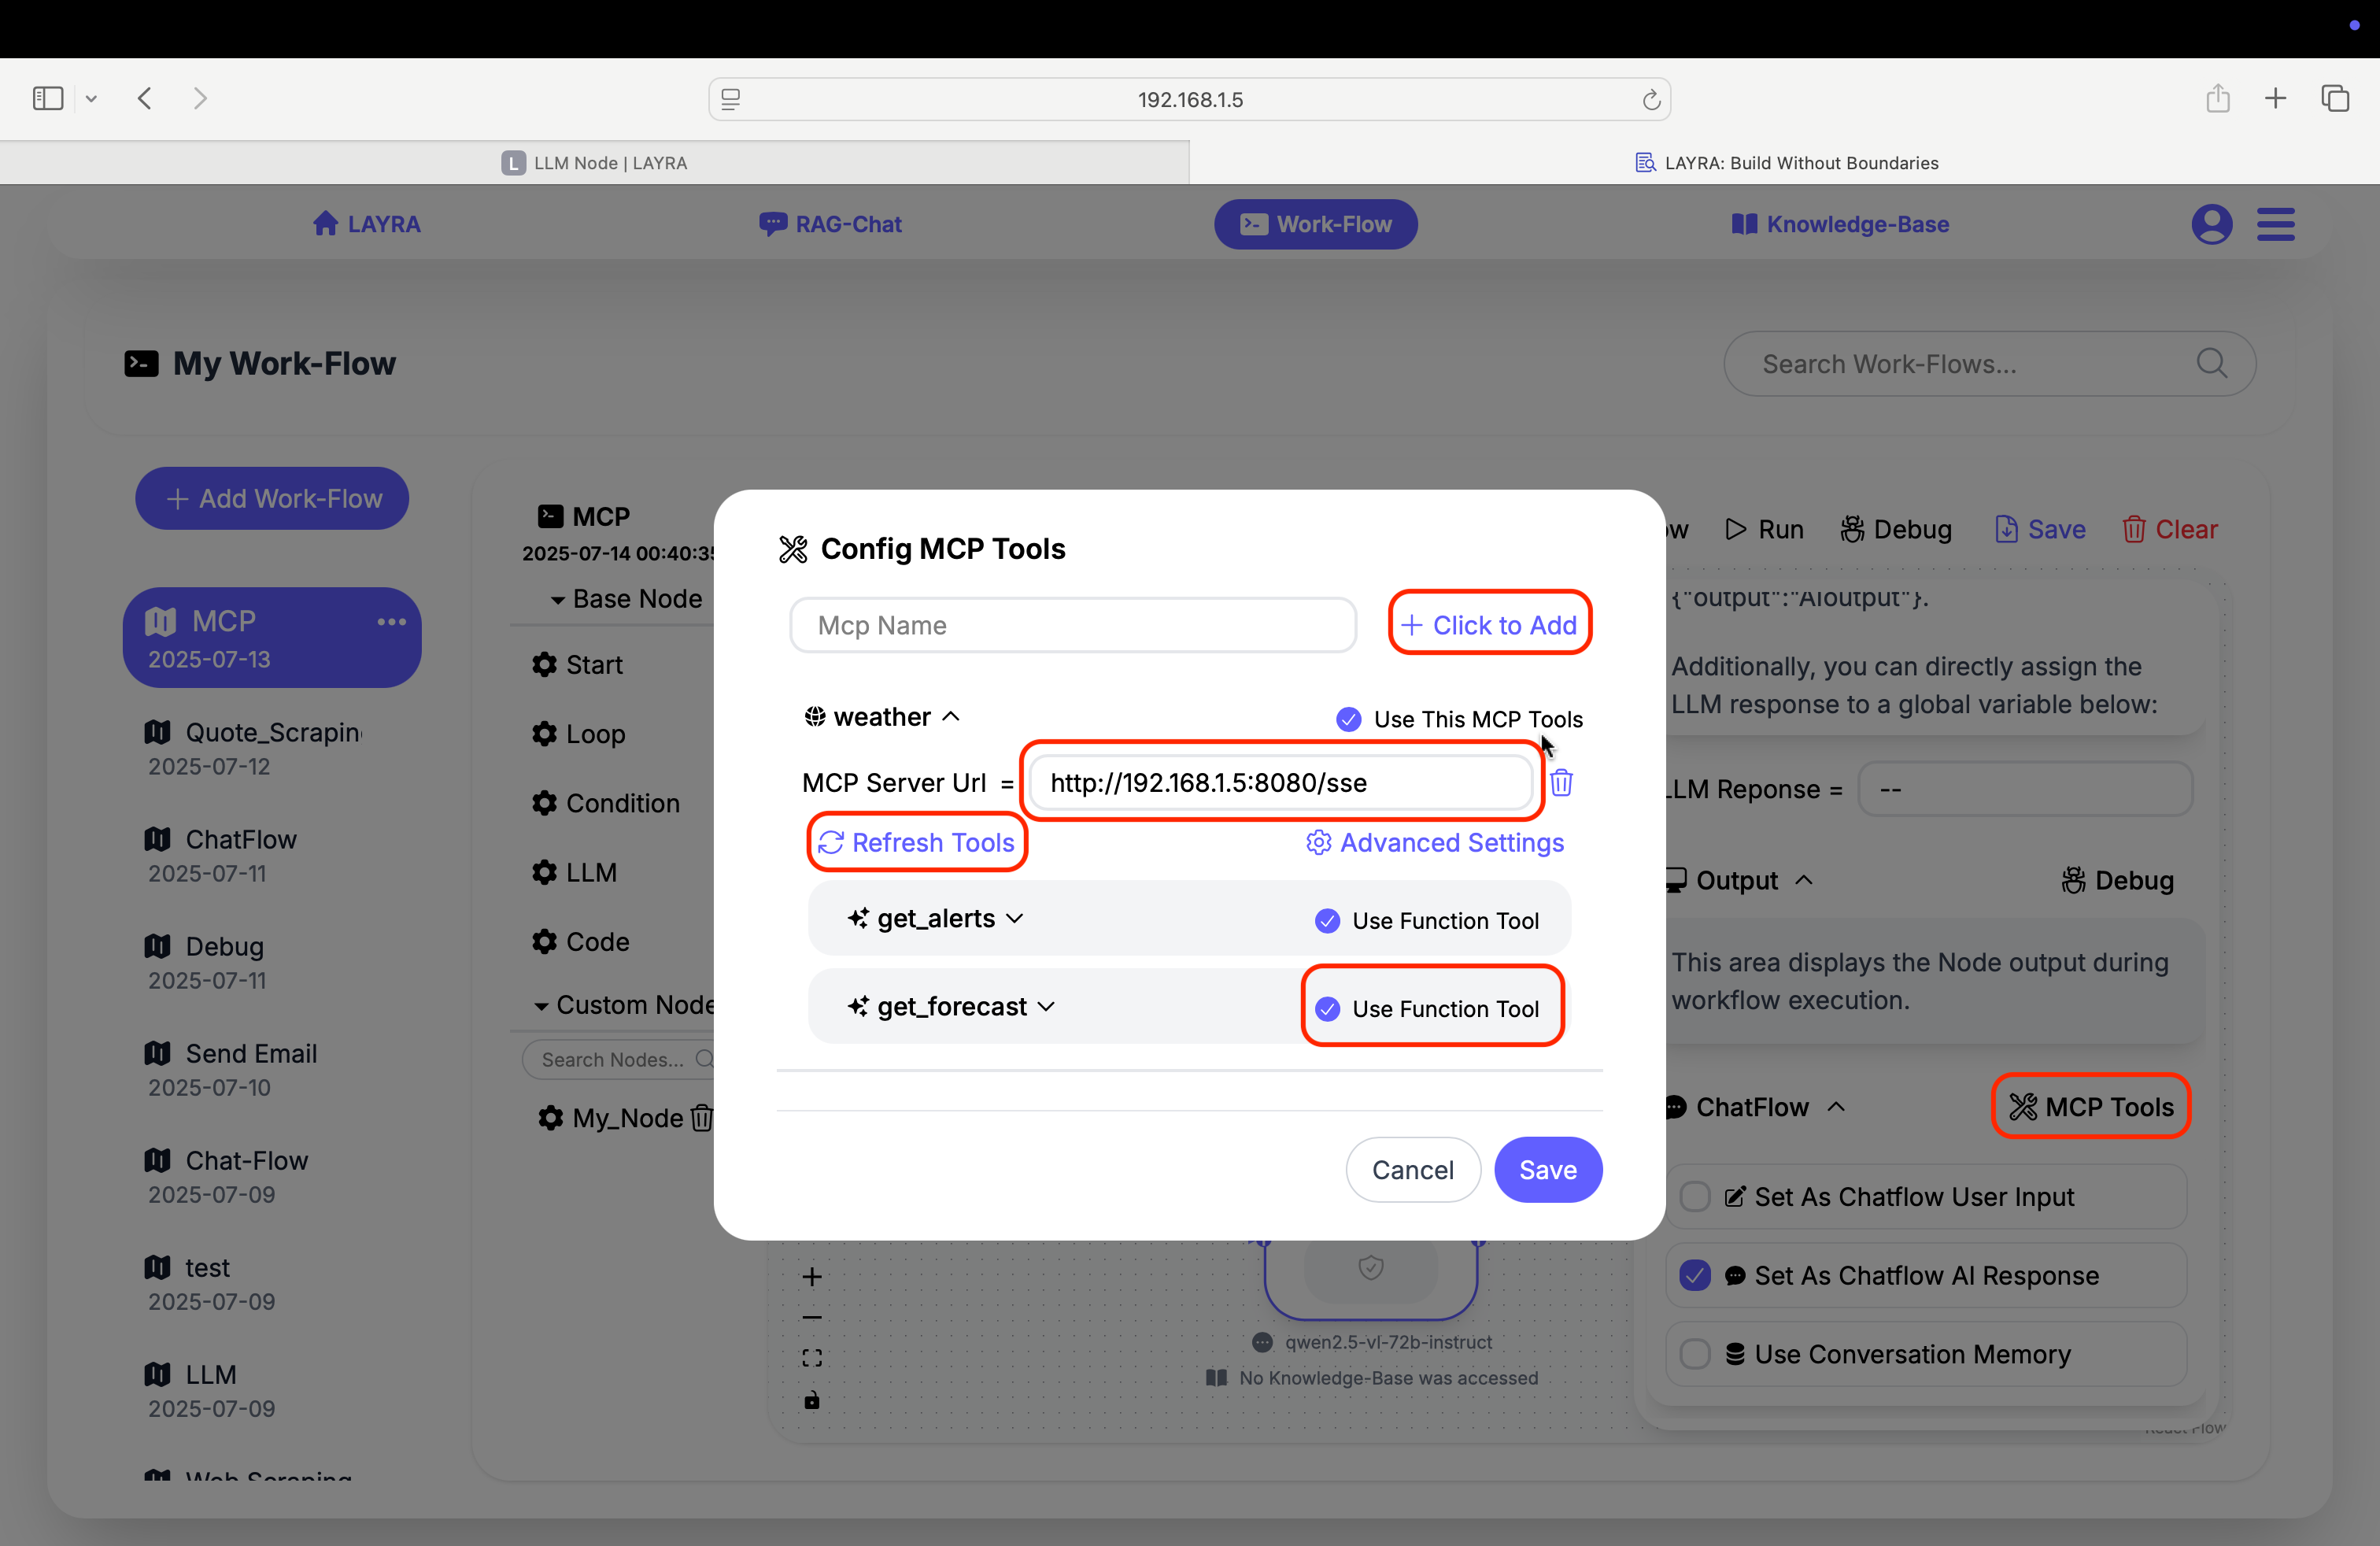 192.168.1.5
L LLM Node | LAYRA
LAYRA: Build Without Boundaries
LAYRA
RAG-Chat
Work-Flow
Knowledge-Base
My Work-Flow
Search Work-Flows...
+ Add Work-Flow
MCP
2025-07-13
Quote_Scrapin
2025-07-12
ChatFlow
2025-07-11
Debug
2025-07-11
Send Email
2025-07-10
Chat-Flow
2025-07-09
test
2025-07-09
LLM
2025-07-09
Web Scraping
MCP
2025-07-14 00:40:35
Base Node
Start
Loop
Condition
LLM
Code
Custom Node
Search Nodes...
My_Node
Config MCP Tools
Mcp Name
+ Click to Add
weather
Use This MCP Tools
MCP Server Url =
http://192.168.1.5:8080/sse
Refresh Tools
Advanced Settings
get_alerts
Use Function Tool
get_forecast
Use Function Tool
Cancel
Save
qwen2.5-vl-72b-instruct
No Knowledge-Base was accessed
Run
Debug
Save
Clear
{"output":"AIoutput"}.
Additionally, you can directly assign the
LLM response to a global variable below:
LLM Reponse =
--
Output
Debug
This area displays the Node output during
workflow execution.
ChatFlow
MCP Tools
Set As Chatflow User Input
Set As Chatflow AI Response
Use Conversation Memory
React Flow